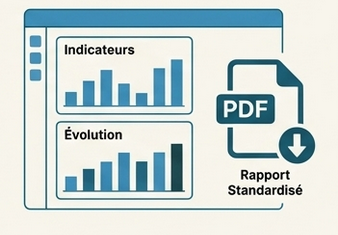 Indicateurs
Évolution
PDF
Rapport
Standardisé